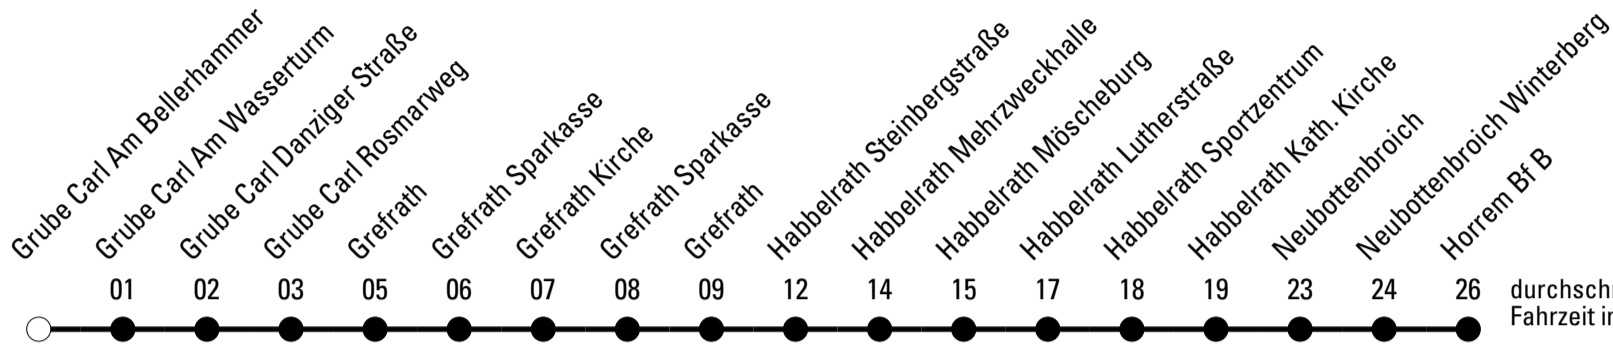 Grube Carl Am Bellerhammer
Grube Carl Am Wasserturm
Grube Carl Danziger Straße
Grube Carl Rosmarweg
Grefrath
Grefrath Sparkasse
Grefrath Kirche
Grefrath Sparkasse
Grefrath
Habbelrath Steinbergstraße
Habbelrath Mehrzweckhalle
Habbelrath Möscheburg
Habbelrath Lutherstraße
Habbelrath Sportzentrum
Habbelrath Kath. Kirche
Neubottenbroich
Neubottenbroich Winterberg
Horrem Bf B
01 02 03 05 06 07 08 09 12 14 15 17 18 19 23 24 26
durchschn
Fahrzeit in